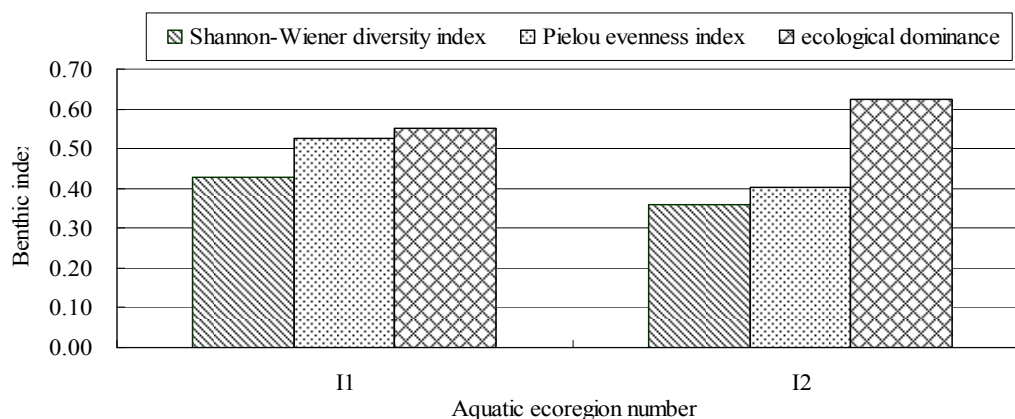 Shannon-Wiener diversity index Pielou evenness index ecological dominance
0.70
0.60
0.50
0.40
0.30
0.20
0.10
0.00
Benthic inde
I1 I2
Aquatic ecoregion number